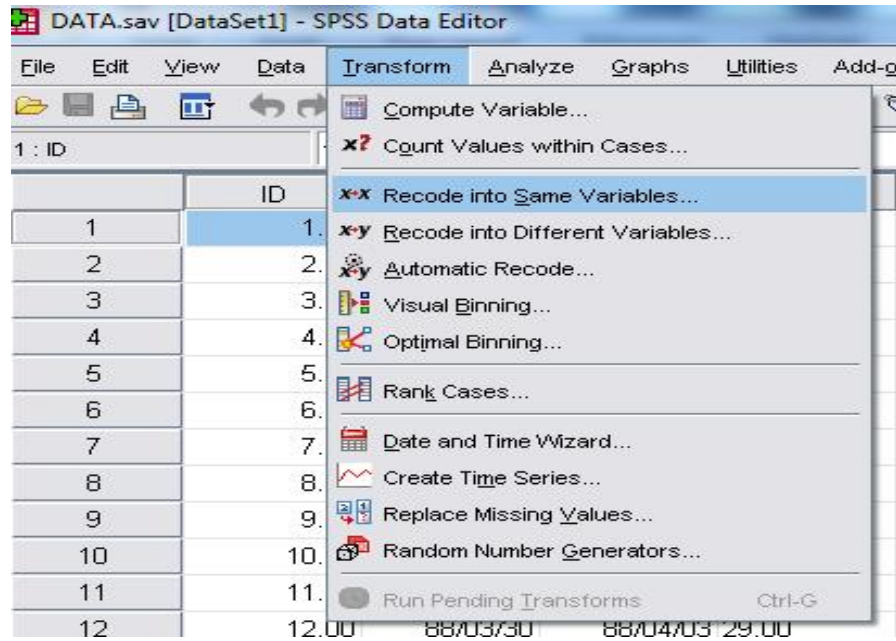 DATA.sav [DataSet1] - SPSS Data Editor
File Edit View Data Transform Analyze Graphs Utilities Add-o
1 : ID
ID
Compute Variable...
Count Values within Cases...
Recode into Same Variables...
Recode into Different Variables...
Automatic Recode...
Visual Binning...
Optimal Binning...
Rank Cases...
Date and Time Wizard...
Create Time Series...
Replace Missing Values...
Random Number Generators...
Run Pending Transforms Ctrl-G
1 1.
2 2.
3 3.
4 4.
5 5.
6 6.
7 7.
8 8.
9 9.
10 10.
11 11.
12 12.00 88/03/30 88/04/03 29.00